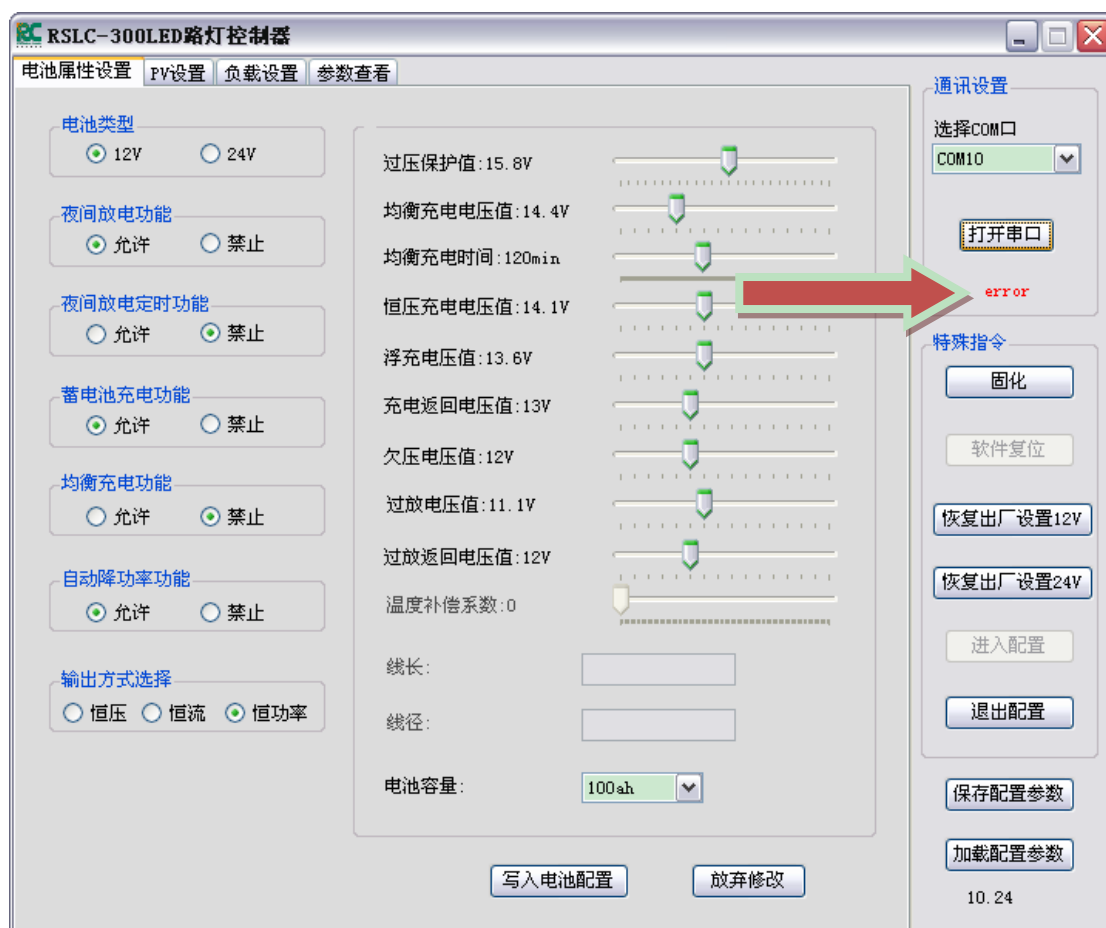 RC RSLC-300LED路灯控制器
电池属性设置 PV设置 负载设置 参数查看
电池类型
12V 24V
夜间放电功能
允许 禁止
夜间放电定时功能
允许 禁止
蓄电池充电功能
允许 禁止
均衡充电功能
允许 禁止
自动降功率功能
允许 禁止
输出方式选择
恒压 恒流 恒功率
过压保护值:15.8V
均衡充电电压值:14.4V
均衡充电时间:120min
恒压充电电压值:14.1V
浮充电压值:13.6V
充电返回电压值:13V
欠压电压值:12V
过放电压值:11.1V
过放返回电压值:12V
温度补偿系数:0
线长:
线径:
电池容量: 100ah
写入电池配置 放弃修改
通讯设置
选择COM口
COM10
打开串口
error
特殊指令
固化
软件复位
恢复出厂设置12V
恢复出厂设置24V
进入配置
退出配置
保存配置参数
加载配置参数
10.24